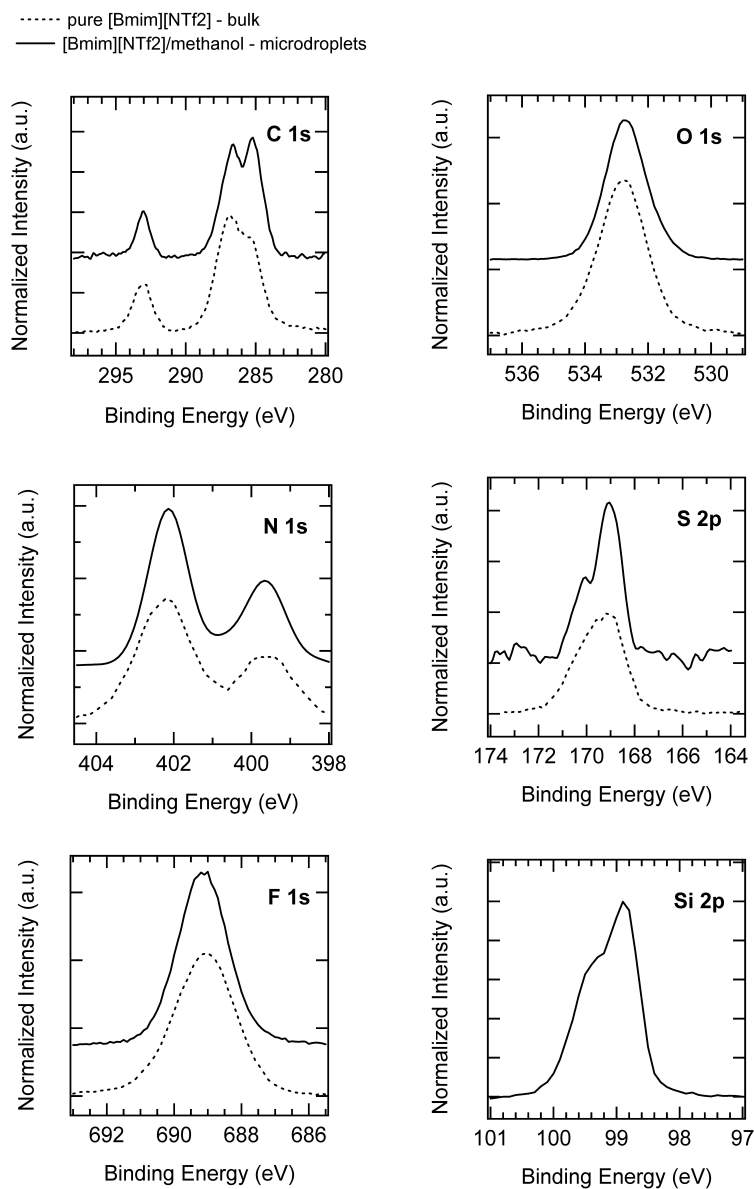 pure [Bmim][NTf2] - bulk
[Bmim][NTf2]/methanol - microdroplets
C 1s
Normalized Intensity (a.u.)
295 290 285 280
Binding Energy (eV)
O 1s
Normalized Intensity (a.u.)
536 534 532 530
Binding Energy (eV)
N 1s
Normalized Intensity (a.u.)
404 402 400 398
Binding Energy (eV)
S 2p
Normalized Intensity (a.u.)
174 172 170 168 166 164
Binding Energy (eV)
F 1s
Normalized Intensity (a.u.)
692 690 688 686
Binding Energy (eV)
Si 2p
Normalized Intensity (a.u.)
101 100 99 98 97
Binding Energy (eV)